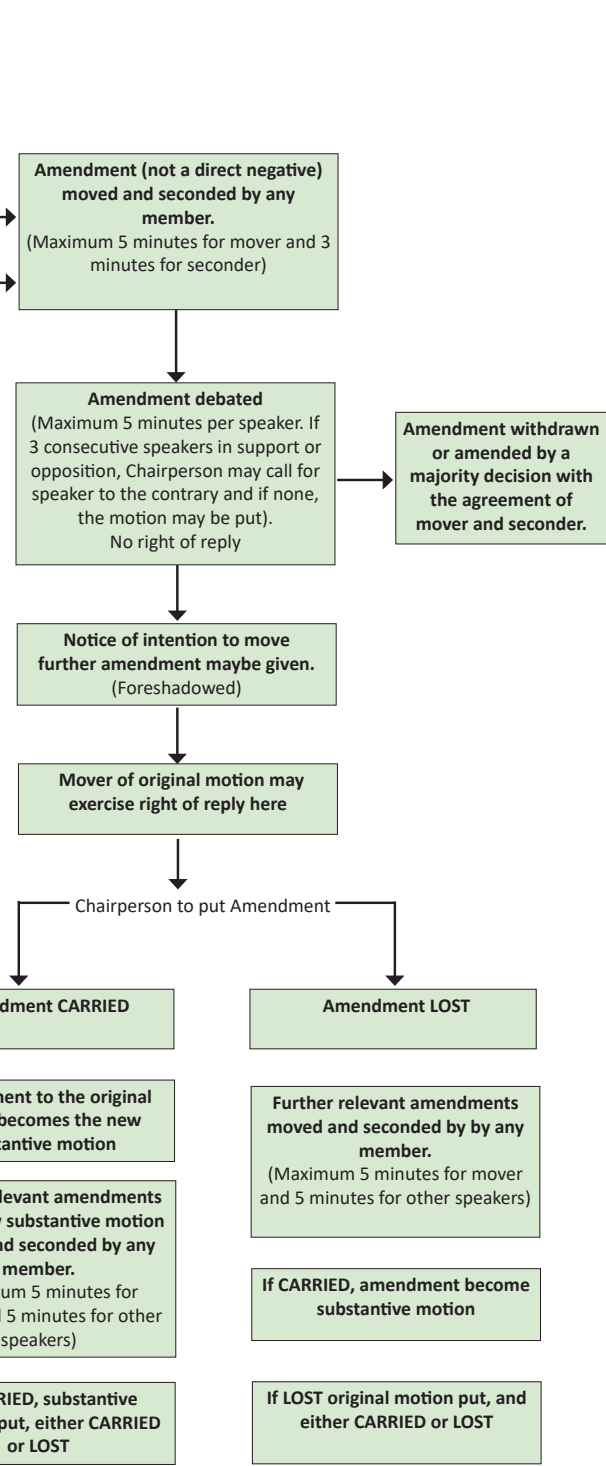 Amendment (not a direct negative)
moved and seconded by any
member.
(Maximum 5 minutes for mover and 3
minutes for seconder)
Amendment debated
(Maximum 5 minutes per speaker. If
3 consecutive speakers in support or
opposition, Chairperson may call for
speaker to the contrary and if none,
the motion may be put).
No right of reply
Amendment withdrawn
or amended by a
majority decision with
the agreement of
mover and seconder.
Notice of intention to move
further amendment maybe given.
(Foreshadowed)
Mover of original motion may
exercise right of reply here
Chairperson to put Amendment
CARRIED
Amendment LOST
to the original
becomes the new
motion
amendments
substantive motion
seconded by any
member.
5 minutes for
5 minutes for other
speakers)
substantive
put, either CARRIED
or LOST
Further relevant amendments
moved and seconded by by any
member.
(Maximum 5 minutes for mover
and 5 minutes for other speakers)
If CARRIED, amendment become
substantive motion
If LOST original motion put, and
either CARRIED or LOST